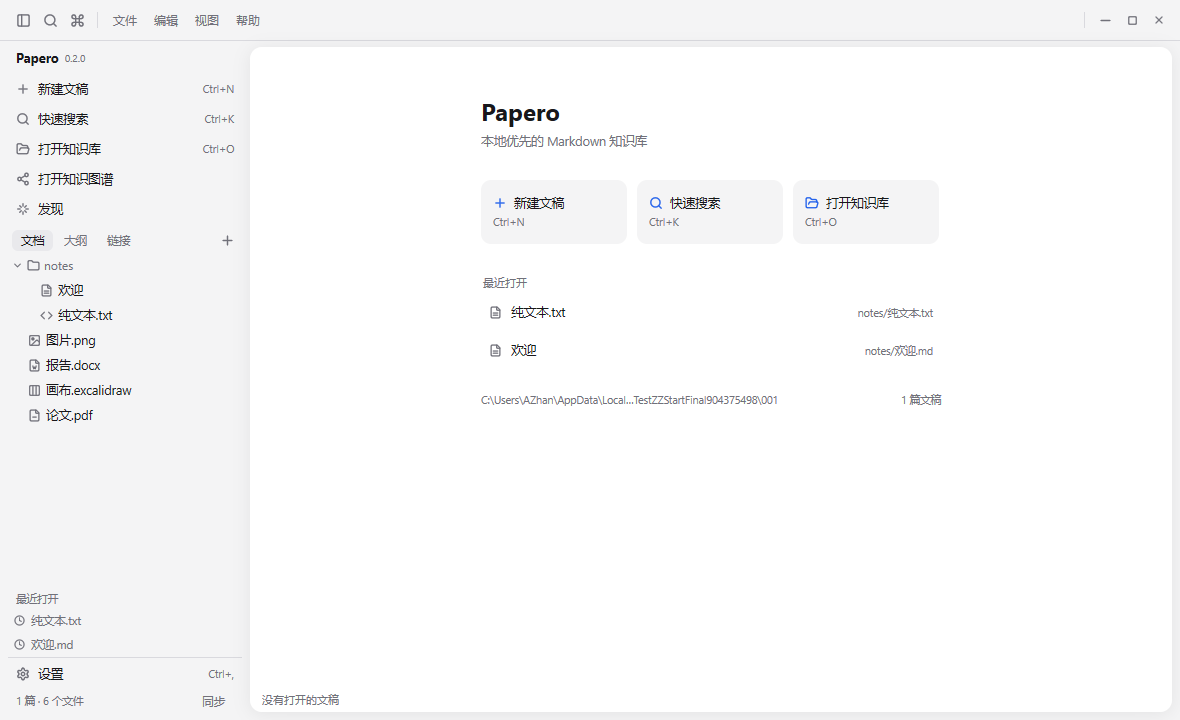 文件 编辑 视图 帮助
Papero 0.2.0
新建文稿 Ctrl+N
快速搜索 Ctrl+K
打开知识库 Ctrl+O
打开知识图谱
发现
文档 大纲 链接
notes
欢迎
纯文本.txt
图片.png
报告.docx
画布.excalidraw
论文.pdf
最近打开
纯文本.txt
欢迎.md
设置 Ctrl+,
1 篇 · 6 个文件 同步
Papero
本地优先的 Markdown 知识库
新建文稿
Ctrl+N
快速搜索
Ctrl+K
打开知识库
Ctrl+O
最近打开
纯文本.txt notes/纯文本.txt
欢迎 notes/欢迎.md
C:\Users\AZhan\AppData\Local...TestZZStartFinal904375498\001 1 篇文稿
没有打开的文稿